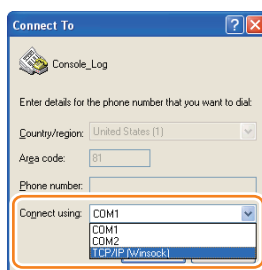 Connect To
Console_Log
Enter details for the phone number that you want to dial:
Country/region: United States (1)
Area code: 81
Phone number:
Connect using: COM1
COM1
COM2
TCP/IP (Winsock)